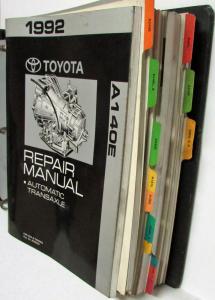 1992
TOYOTA
A140E
REPAIR
MANUAL
• AUTOMATIC
TRANSAXLE